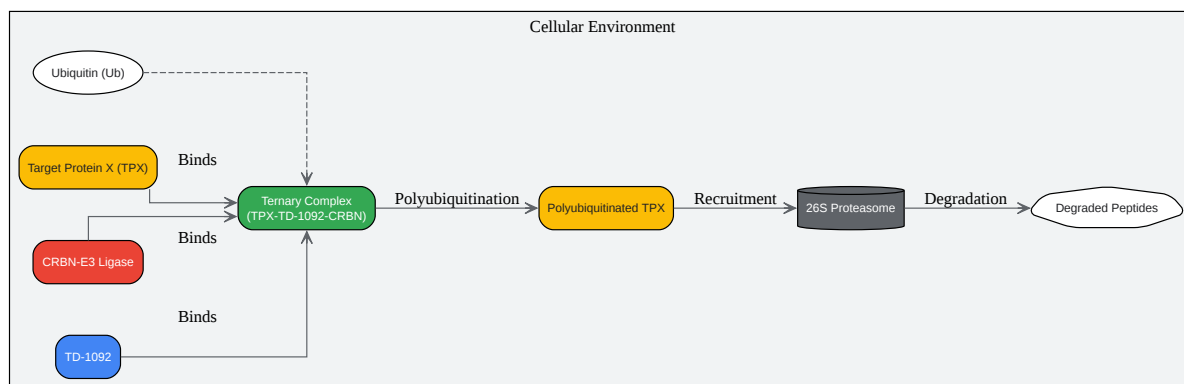 Cellular Environment
Ubiquitin (Ub)
Target Protein X (TPX)
Binds
CRBN-E3 Ligase
Binds
TD-1092
Binds
Ternary Complex
(TPX-TD-1092-CRBN)
Polyubiquitination
Polyubiquitinated TPX
Recruitment
26S Proteasome
Degradation
Degraded Peptides